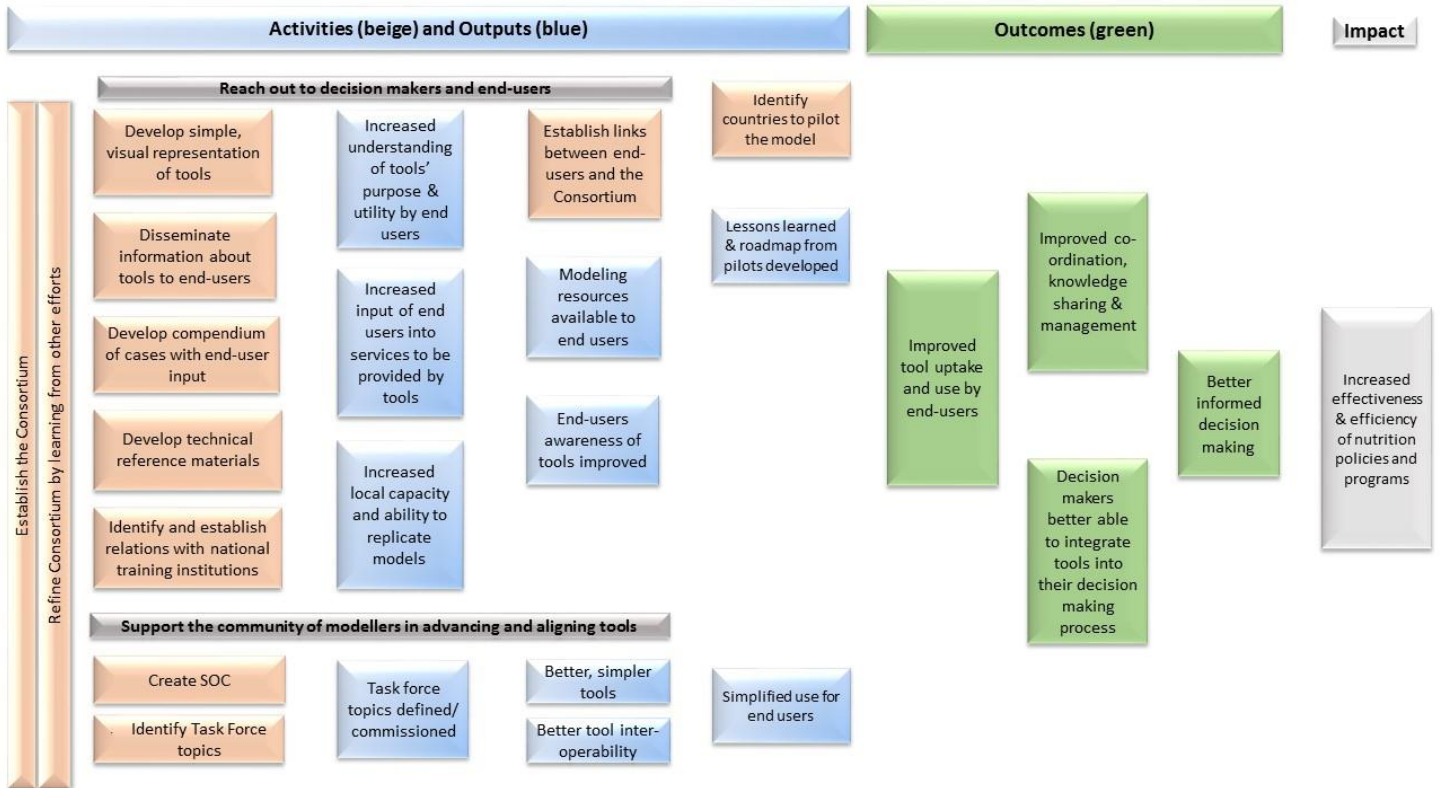 Activities (beige) and Outputs (blue)
Outcomes (green)
Impact
Establish the Consortium
Refine Consortium by learning from other efforts
Reach out to decision makers and end-users
Develop simple,
visual representation
of tools
Disseminate
information about
tools to end-users
Develop compendium
of cases with end-user
input
Develop technical
reference materials
Identify and establish
relations with national
training institutions
Increased
understanding
of tools’
purpose &
utility by end
users
Increased
input of end
users into
services to be
provided by
tools
Increased
local capacity
and ability to
replicate
models
Establish links
between end-
users and the
Consortium
Modeling
resources
available to
end users
End-users
awareness of
tools improved
Identify
countries to pilot
the model
Lessons learned
& roadmap from
pilots developed
Support the community of modellers in advancing and aligning tools
Create SOC
. Identify Task Force
topics
Task force
topics defined/
commissioned
Better, simpler
tools
Better tool inter-
operability
Simplified use for
end users
Improved
tool uptake
and use by
end-users
Improved co-
ordination,
knowledge
sharing &
management
Decision
makers
better able
to integrate
tools into
their decision
making
process
Better
informed
decision
making
Increased
effectiveness
& efficiency
of nutrition
policies and
programs